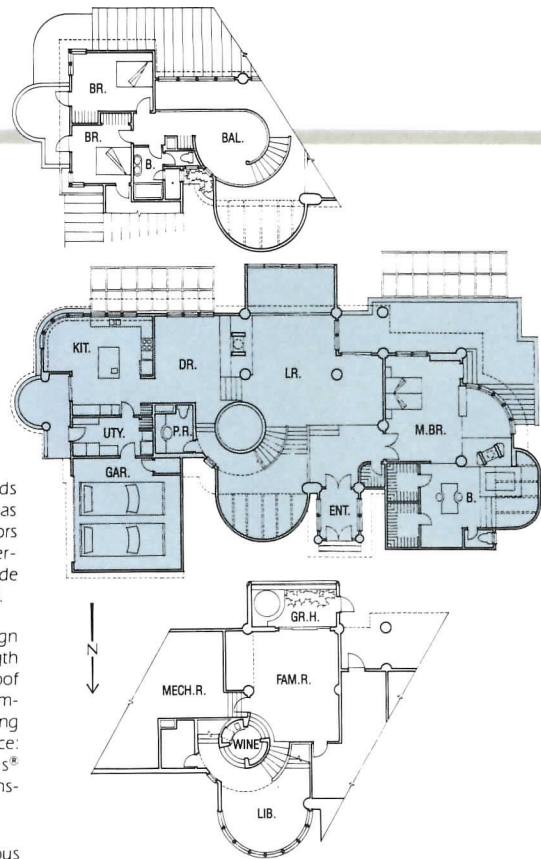 BR.
BR.
B.
BAL.
KIT.
DR.
LR.
UTY.
P.R.
M.BR.
GAR.
ENT.
B.
N
GR.H.
MECH.R.
FAM.R.
WINE
LIB.
ds
as
ors
er-
de
ign
gth
oof
m-
ng
ce:
s®
ns-
ous